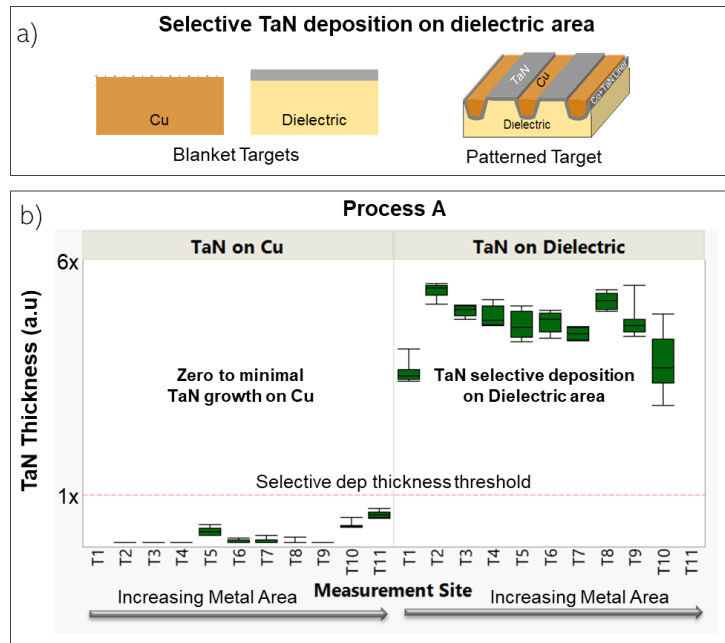 a)
Selective TaN deposition on dielectric area
Cu
Dielectric
Blanket Targets
TaN
Cu
Co+TaN Liner
Dielectric
Patterned Target
b)
Process A
TaN on Cu
TaN on Dielectric
6x
1x
TaN Thickness (a.u)
Zero to minimal
TaN growth on Cu
TaN selective deposition
on Dielectric area
Selective dep thickness threshold
T1 T2 T3 T4 T5 T6 T7 T8 T9 T10 T11
T1 T2 T3 T4 T5 T6 T7 T8 T9 T10 T11
Increasing Metal Area
Measurement Site
Increasing Metal Area